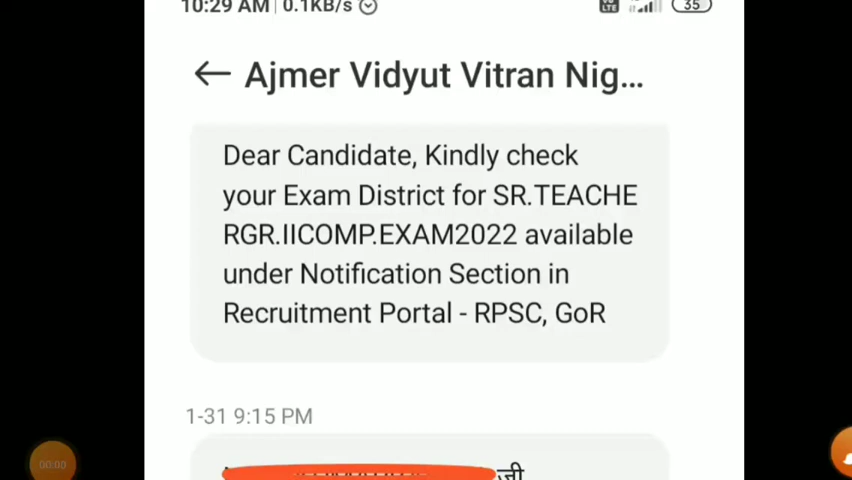 10:29 AM 0.1KB/s 35
← Ajmer Vidyut Vitran Nig...
Dear Candidate, Kindly check
your Exam District for SR.TEACHE
RGR.IICOMP.EXAM2022 available
under Notification Section in
Recruitment Portal - RPSC, GoR
1-31 9:15 PM
जी
00:00